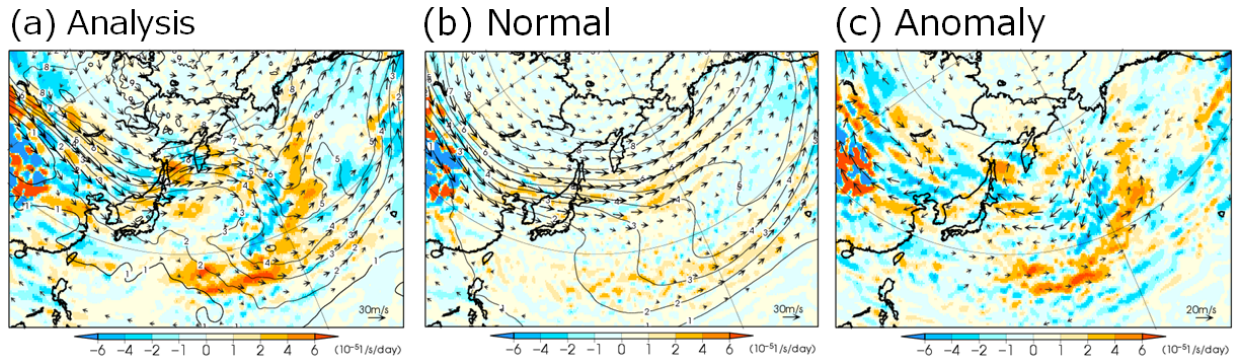 (a) Analysis
(b) Normal
(c) Anomaly
30m/s
30m/s
20m/s
−6 −4 −2 −1 0 1 2 4 6 (10⁻⁵1/s/day)
−6 −4 −2 −1 0 1 2 4 6 (10⁻⁵1/s/day)
−6 −4 −2 −1 0 1 2 4 6 (10⁻⁵1/s/day)